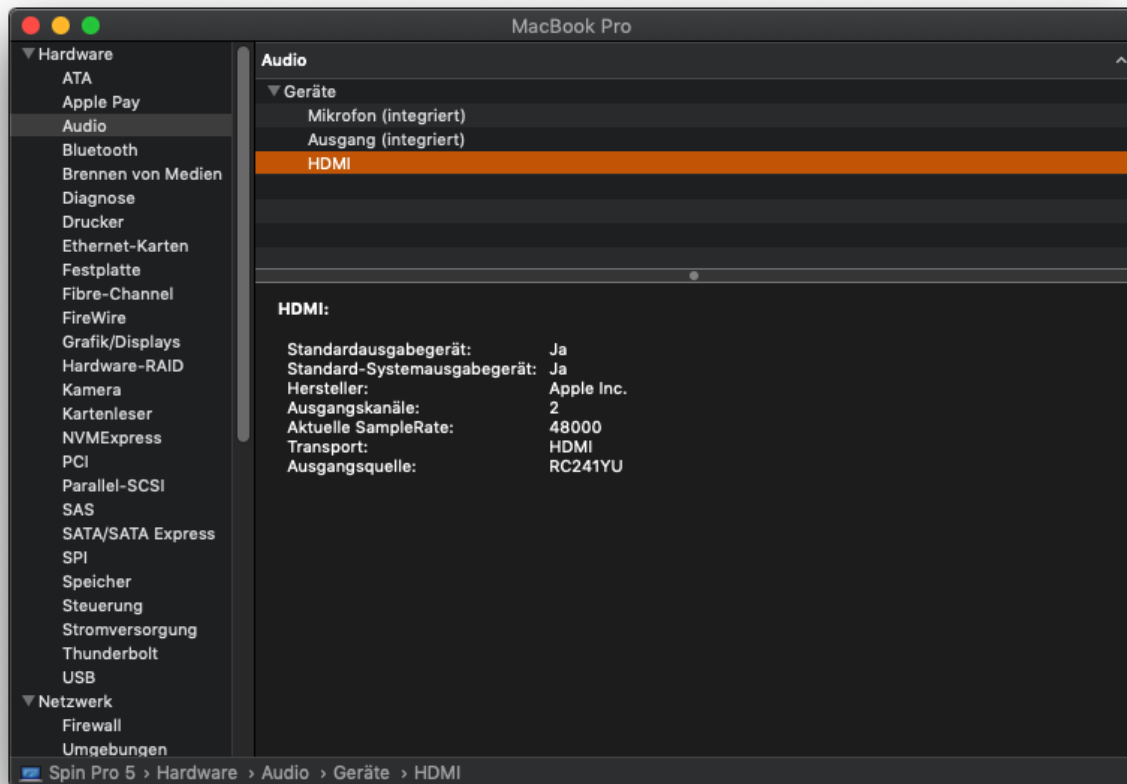 MacBook Pro
Hardware
ATA
Apple Pay
Audio
Bluetooth
Brennen von Medien
Diagnose
Drucker
Ethernet-Karten
Festplatte
Fibre-Channel
FireWire
Grafik/Displays
Hardware-RAID
Kamera
Kartenleser
NVMExpress
PCI
Parallel-SCSI
SAS
SATA/SATA Express
SPI
Speicher
Steuerung
Stromversorgung
Thunderbolt
USB
Netzwerk
Firewall
Umgebungen
Audio
Geräte
Mikrofon (integriert)
Ausgang (integriert)
HDMI
HDMI:
Standardausgabegerät: Ja
Standard-Systemausgabegerät: Ja
Hersteller: Apple Inc.
Ausgangskanäle: 2
Aktuelle SampleRate: 48000
Transport: HDMI
Ausgangsquelle: RC241YU
Spin Pro 5 › Hardware › Audio › Geräte › HDMI